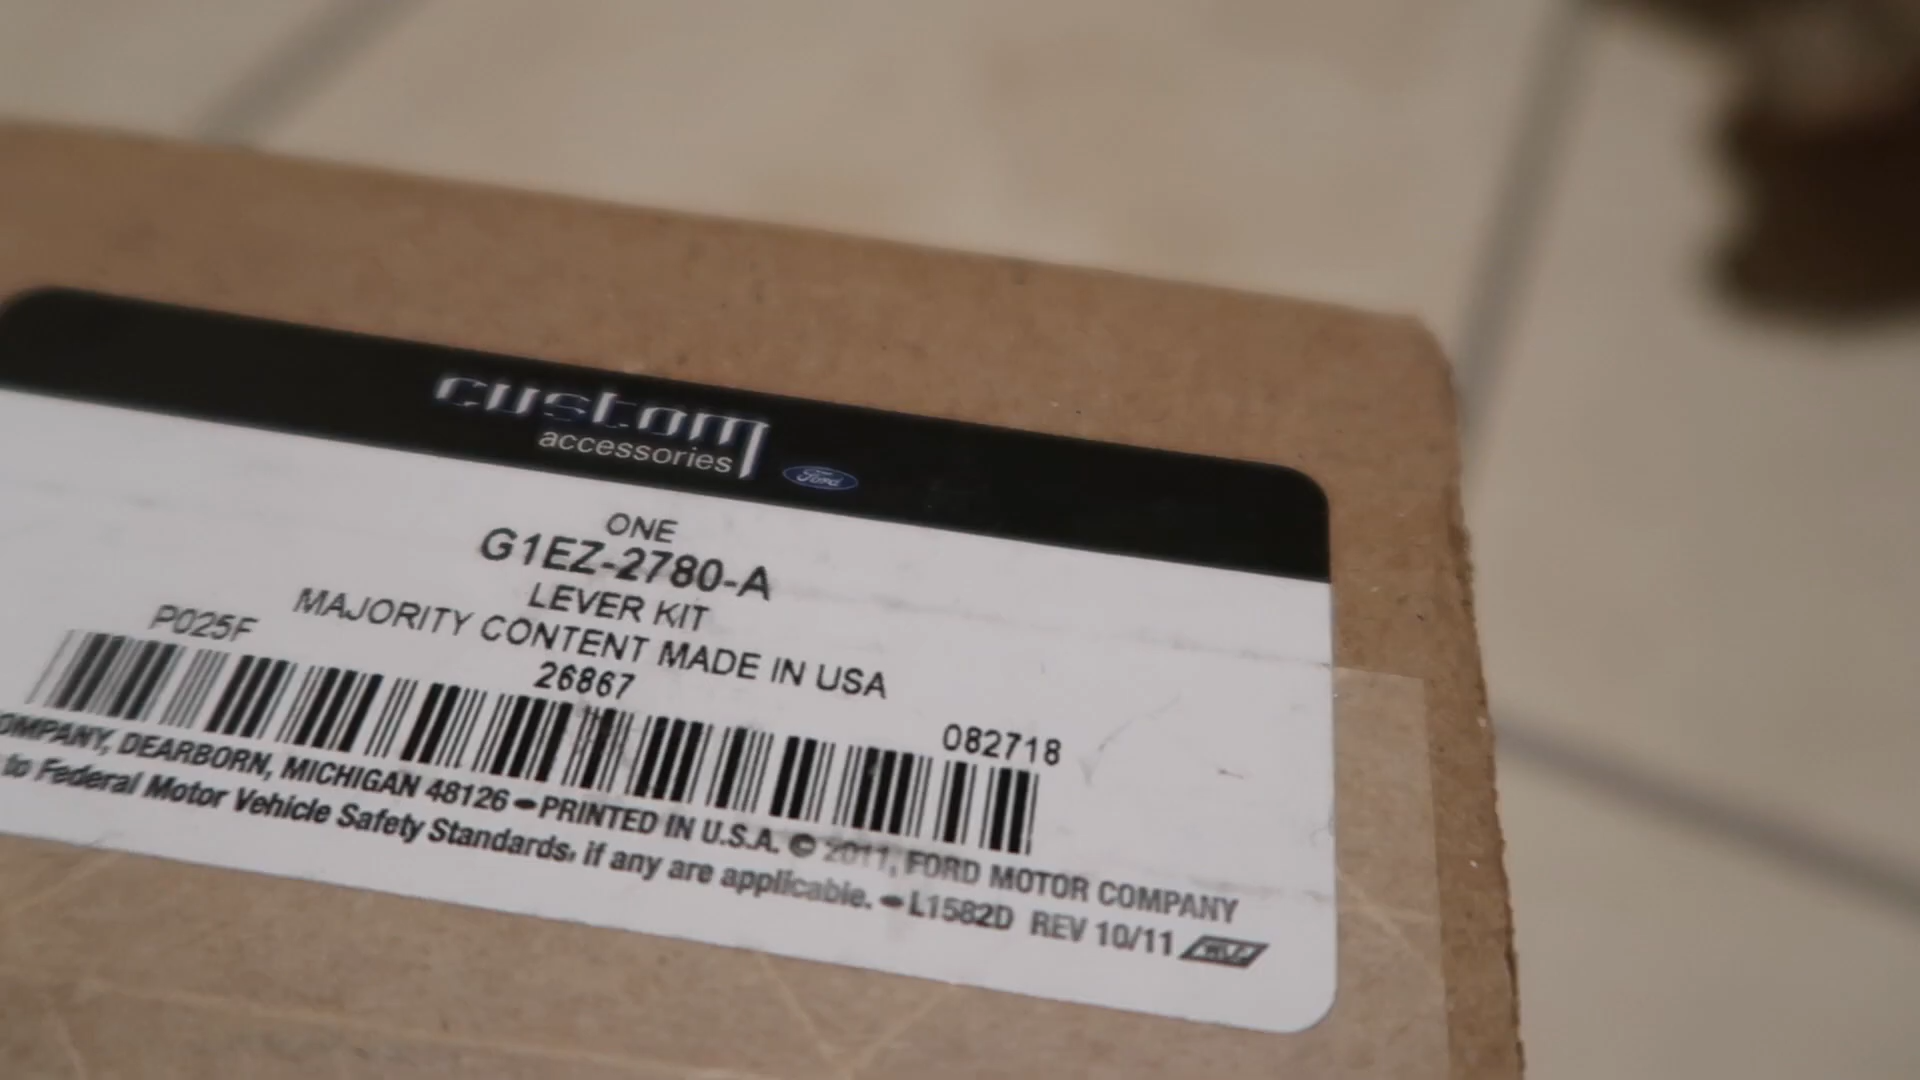 custom
accessories
Ford
ONE
G1EZ-2780-A
LEVER KIT
MAJORITY CONTENT MADE IN USA
P025F
26867
082718
COMPANY, DEARBORN, MICHIGAN 48126 • PRINTED IN U.S.A. © 2011, FORD MOTOR COMPANY
to Federal Motor Vehicle Safety Standards, if any are applicable. • L1582D REV 10/11